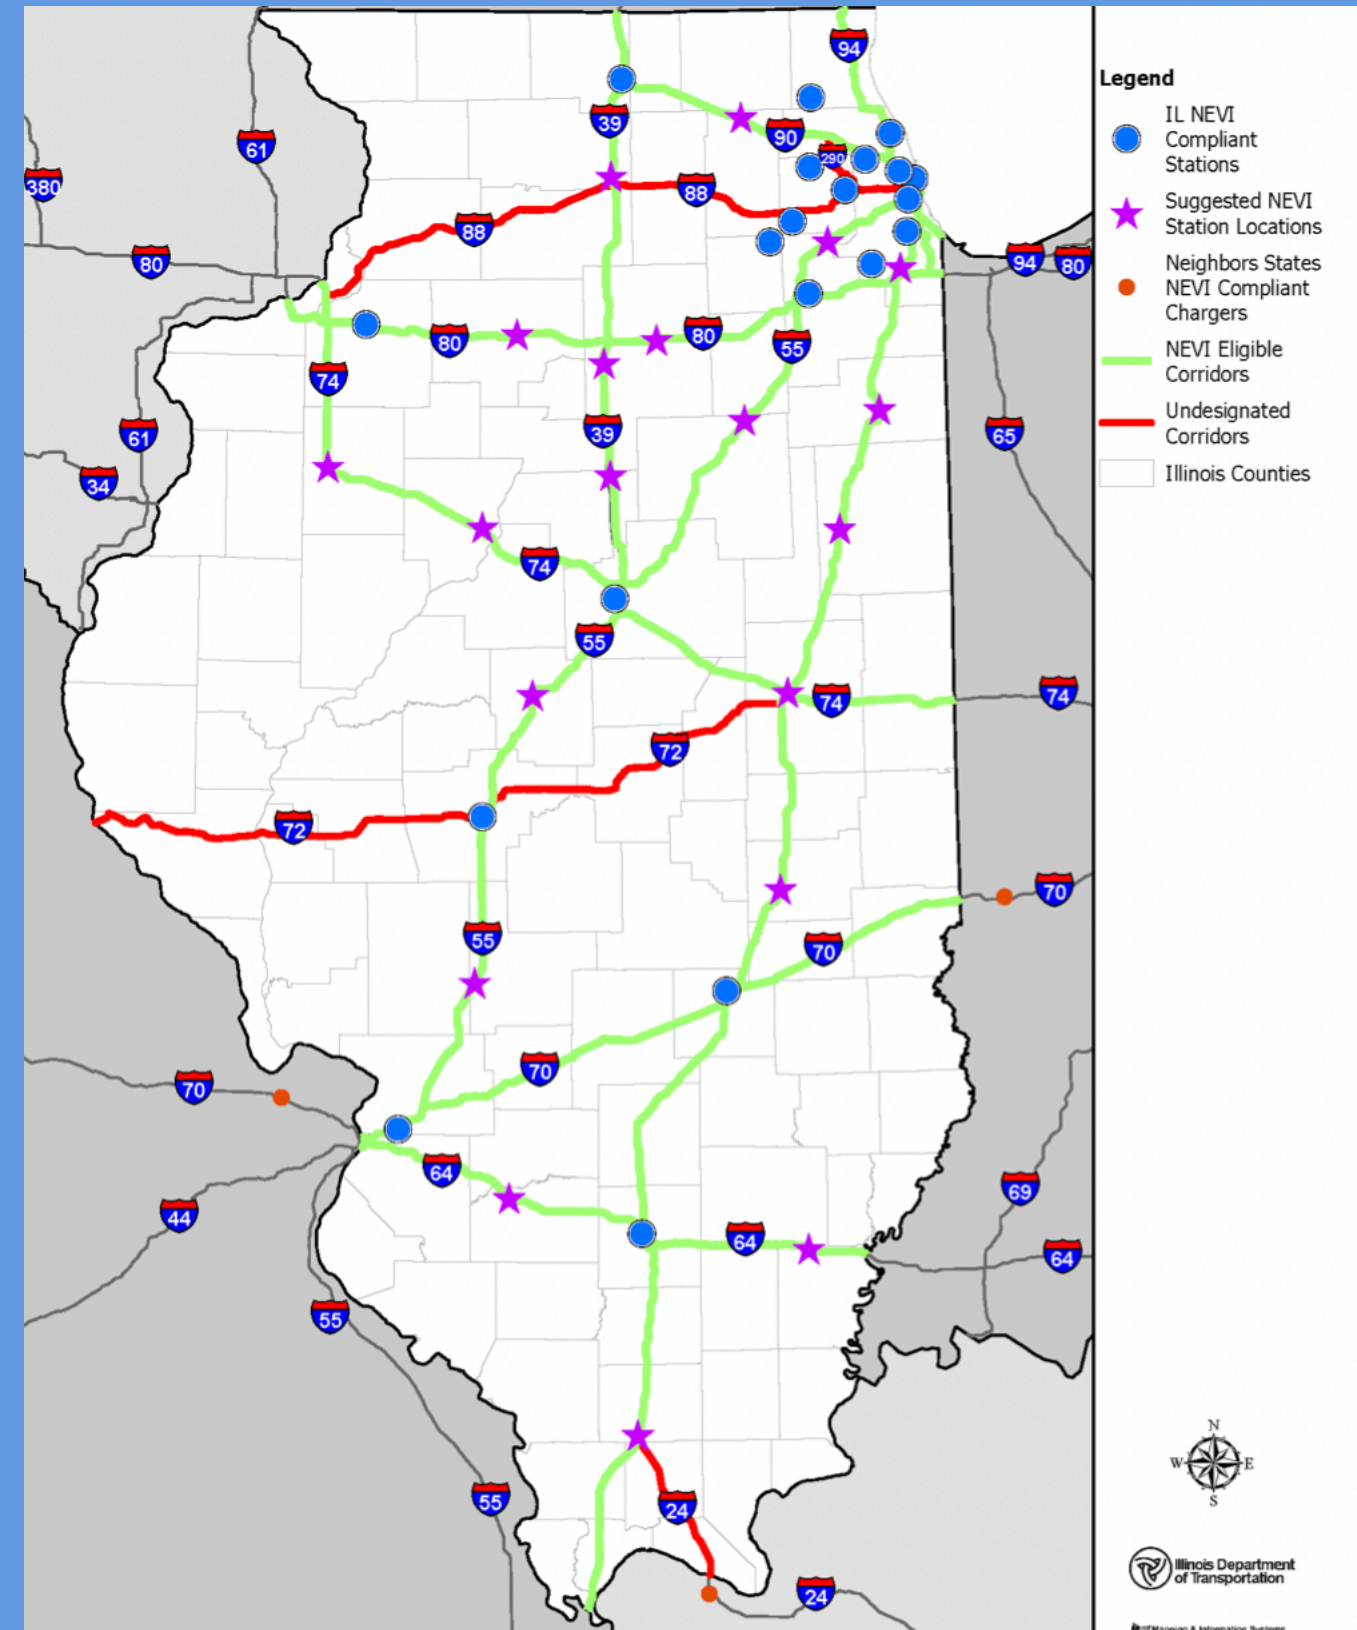 94
Legend
IL NEVI
Compliant
Stations
Suggested NEVI
Station Locations
Neighbors States
NEVI Compliant
Chargers
NEVI Eligible
Corridors
Undesignated
Corridors
Illinois Counties
39
90
61
290
380
88
88
80
94
80
80
80
55
74
39
61
65
34
74
55
74
74
72
72
55
70
70
70
70
64
69
44
64
64
55
55
24
24
N
W
E
S
Illinois Department
of Transportation